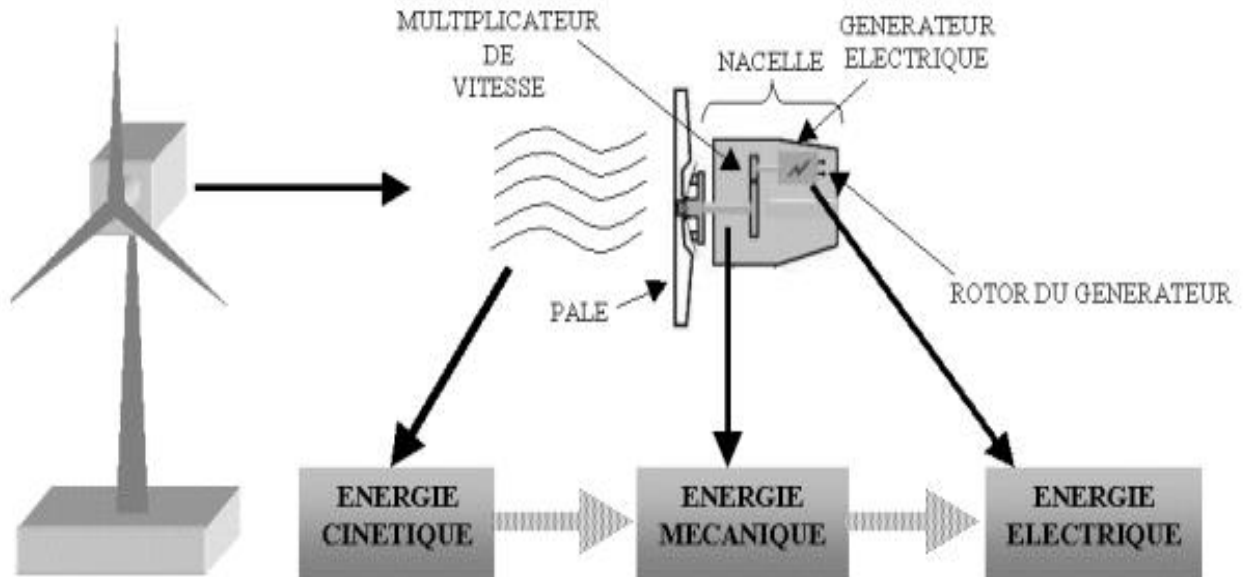 MULTIPLICATEUR
DE
VITESSE
NACELLE
GENERATEUR
ELECTRIQUE
PALE
ROTOR DU GENERATEUR
ENERGIE
CINETIQUE
ENERGIE
MECANIQUE
ENERGIE
ELECTRIQUE